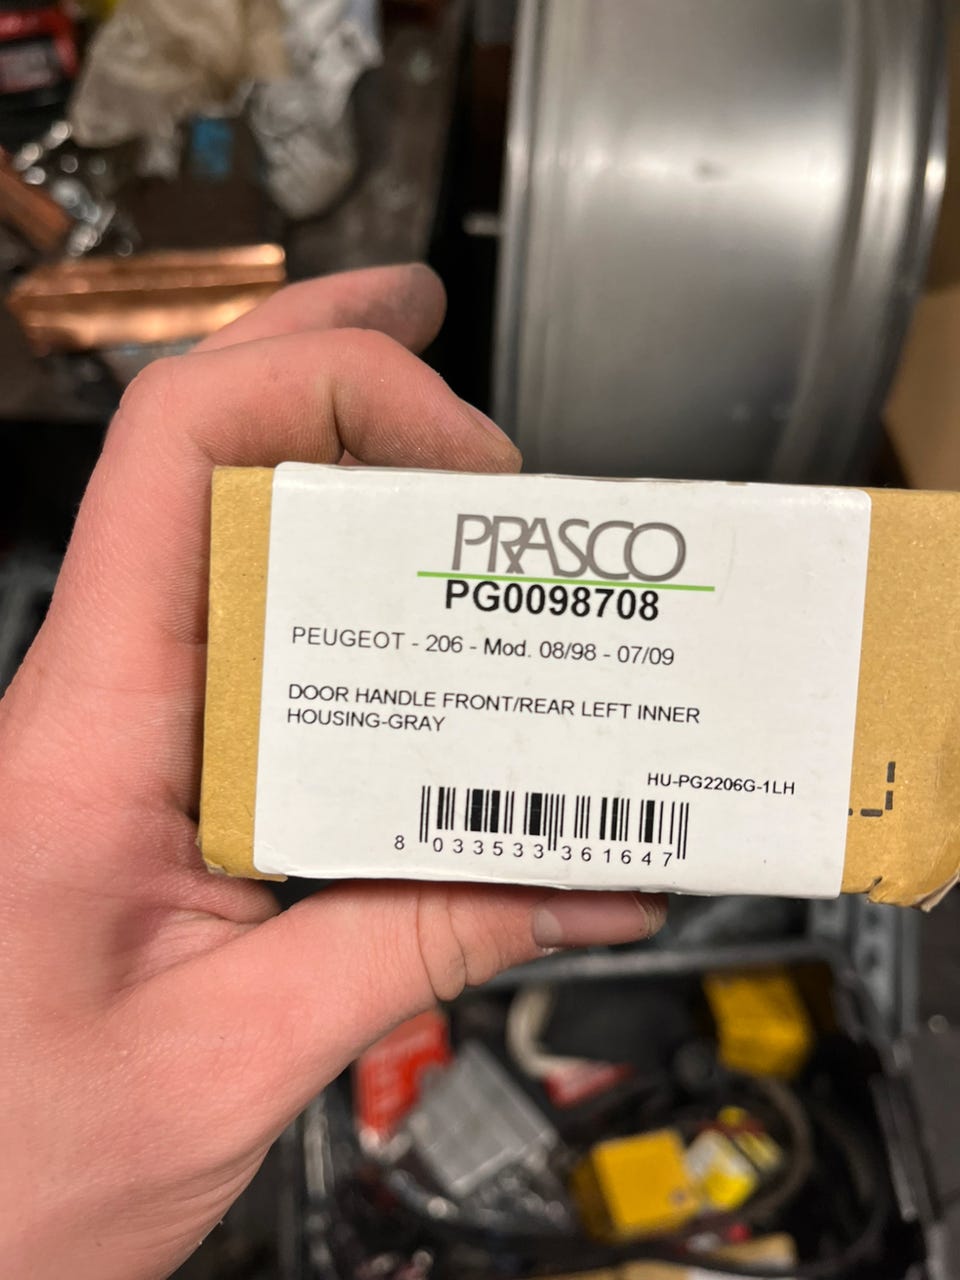 PRASCO
PG0098708
PEUGEOT - 206 - Mod. 08/98 - 07/09
DOOR HANDLE FRONT/REAR LEFT INNER
HOUSING-GRAY
HU-PG2206G-1LH
8 033533 361647